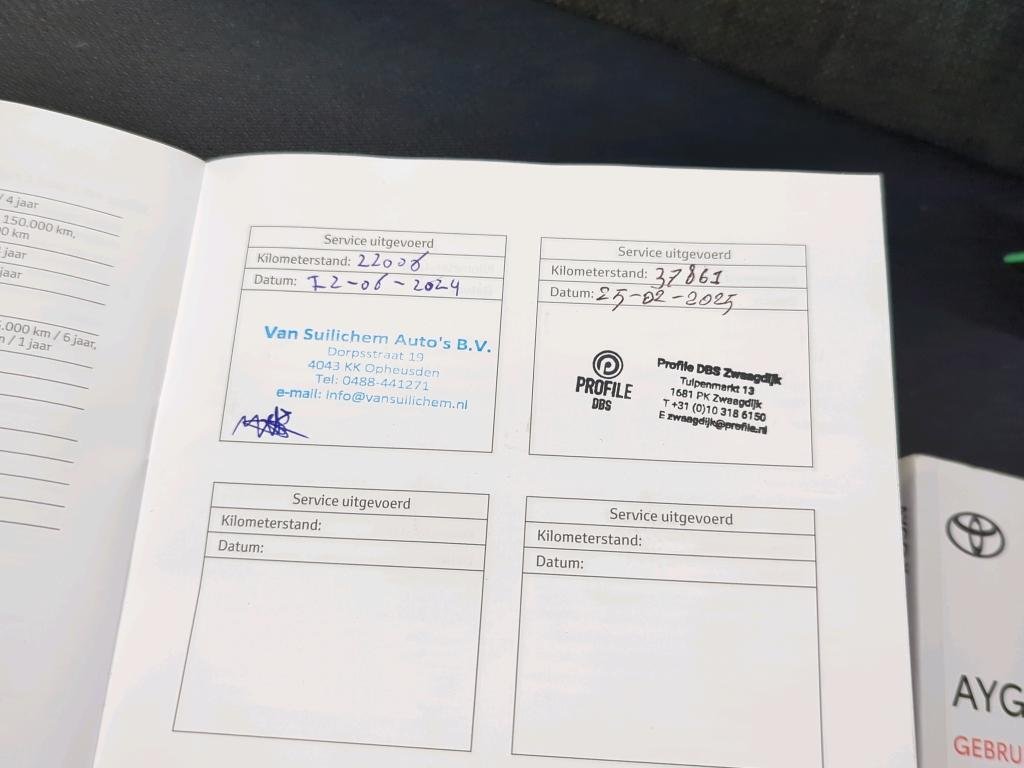 / 4 jaar
150.000 km,
00 km
jaar
jaar
.000 km / 6 jaar,
/ 1 jaar
Service uitgevoerd
Kilometerstand: 22006
Datum: 12-06-2024
Van Suilichem Auto's B.V.
Dorpsstraat 19
4043 KK Opheusden
Tel: 0488-441271
e-mail: info@vansuilichem.nl
Service uitgevoerd
Kilometerstand: 37861
Datum: 25-02-2025
PROFILE
DBS
Profile DBS Zwaagdijk
Tulpenmarkt 13
1681 PK Zwaagdijk
T +31 (0)10 318 6150
E zwaagdijk@profile.nl
Service uitgevoerd
Kilometerstand:
Datum:
Service uitgevoerd
Kilometerstand:
Datum:
AYG
GEBRU